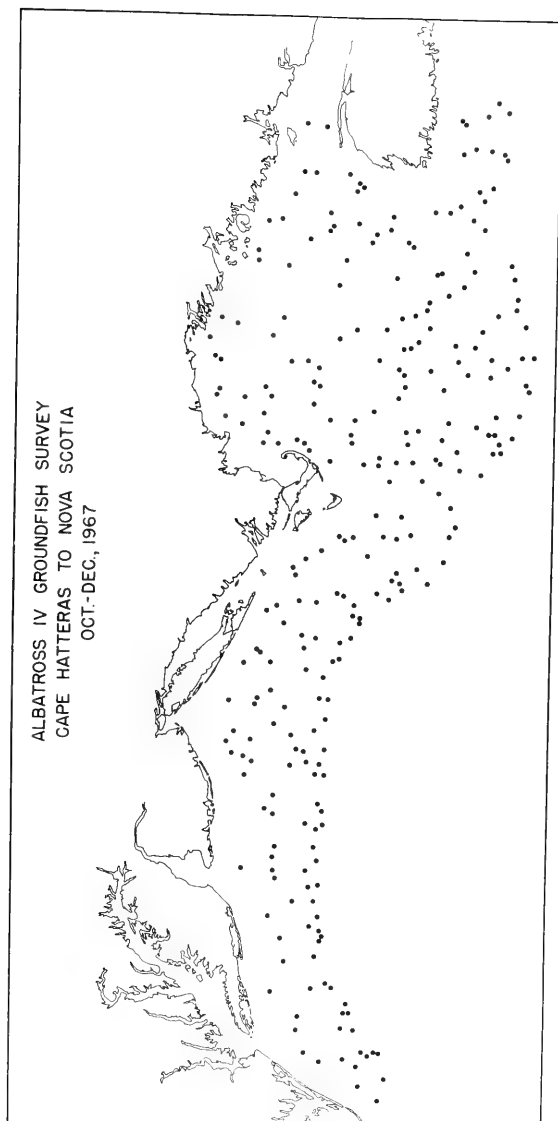 ALBATROSS IV GROUNDFISH SURVEY
CAPE HATTERAS TO NOVA SCOTIA
OCT.-DEC., 1967